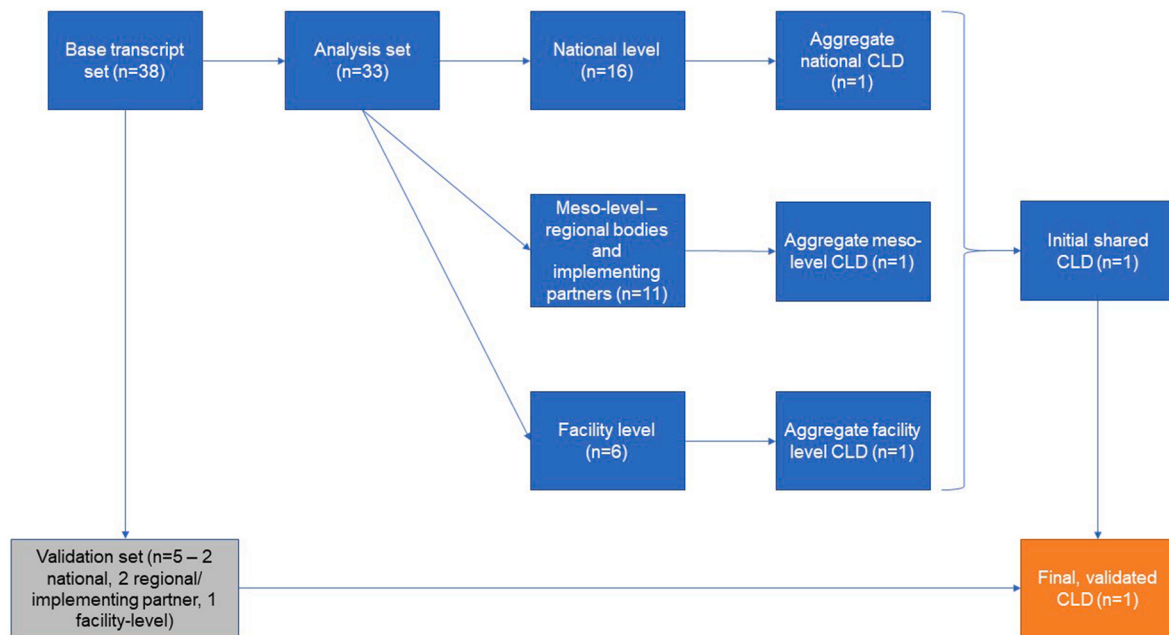 Base transcript
set (n=38)
Analysis set
(n=33)
National level
(n=16)
Aggregate
national CLD
(n=1)
Meso-level –
regional bodies
and
implementing
partners (n=11)
Aggregate meso-
level CLD (n=1)
Initial shared
CLD (n=1)
Facility level
(n=6)
Aggregate facility
level CLD (n=1)
Validation set (n=5 – 2
national, 2 regional/
implementing partner, 1
facility-level)
Final, validated
CLD (n=1)